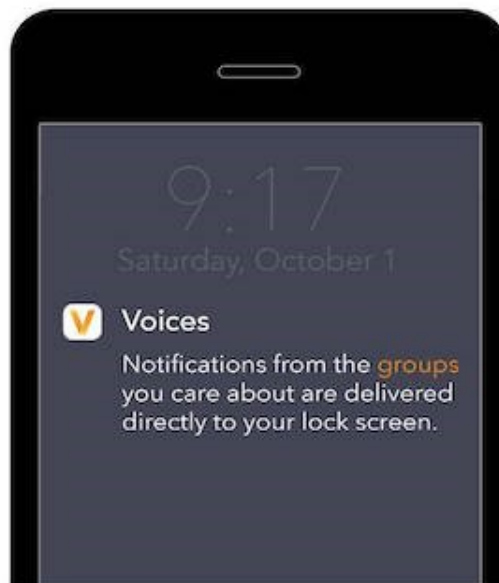 9:17
Saturday, October 1
V Voices
Notifications from the groups
you care about are delivered
directly to your lock screen.